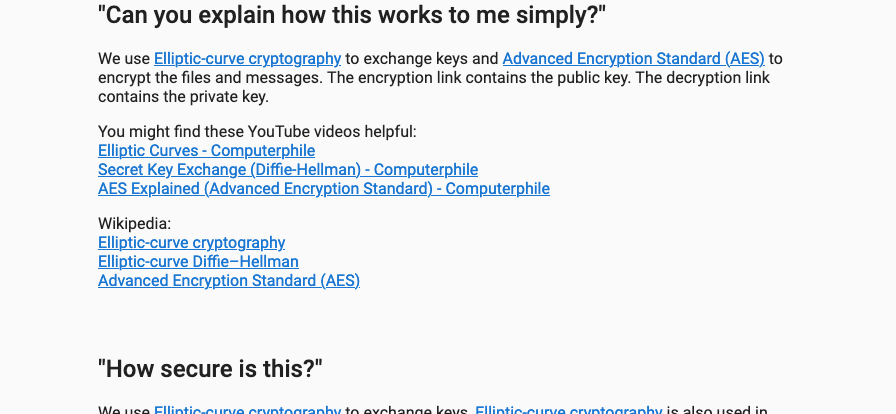 "Can you explain how this works to me simply?"
We use Elliptic-curve cryptography to exchange keys and Advanced Encryption Standard (AES) to
encrypt the files and messages. The encryption link contains the public key. The decryption link
contains the private key.
You might find these YouTube videos helpful:
Elliptic Curves - Computerphile
Secret Key Exchange (Diffie-Hellman) - Computerphile
AES Explained (Advanced Encryption Standard) - Computerphile
Wikipedia:
Elliptic-curve cryptography
Elliptic-curve Diffie–Hellman
Advanced Encryption Standard (AES)
"How secure is this?"
We use Elliptic-curve cryptography to exchange keys. Elliptic-curve cryptography is also used in